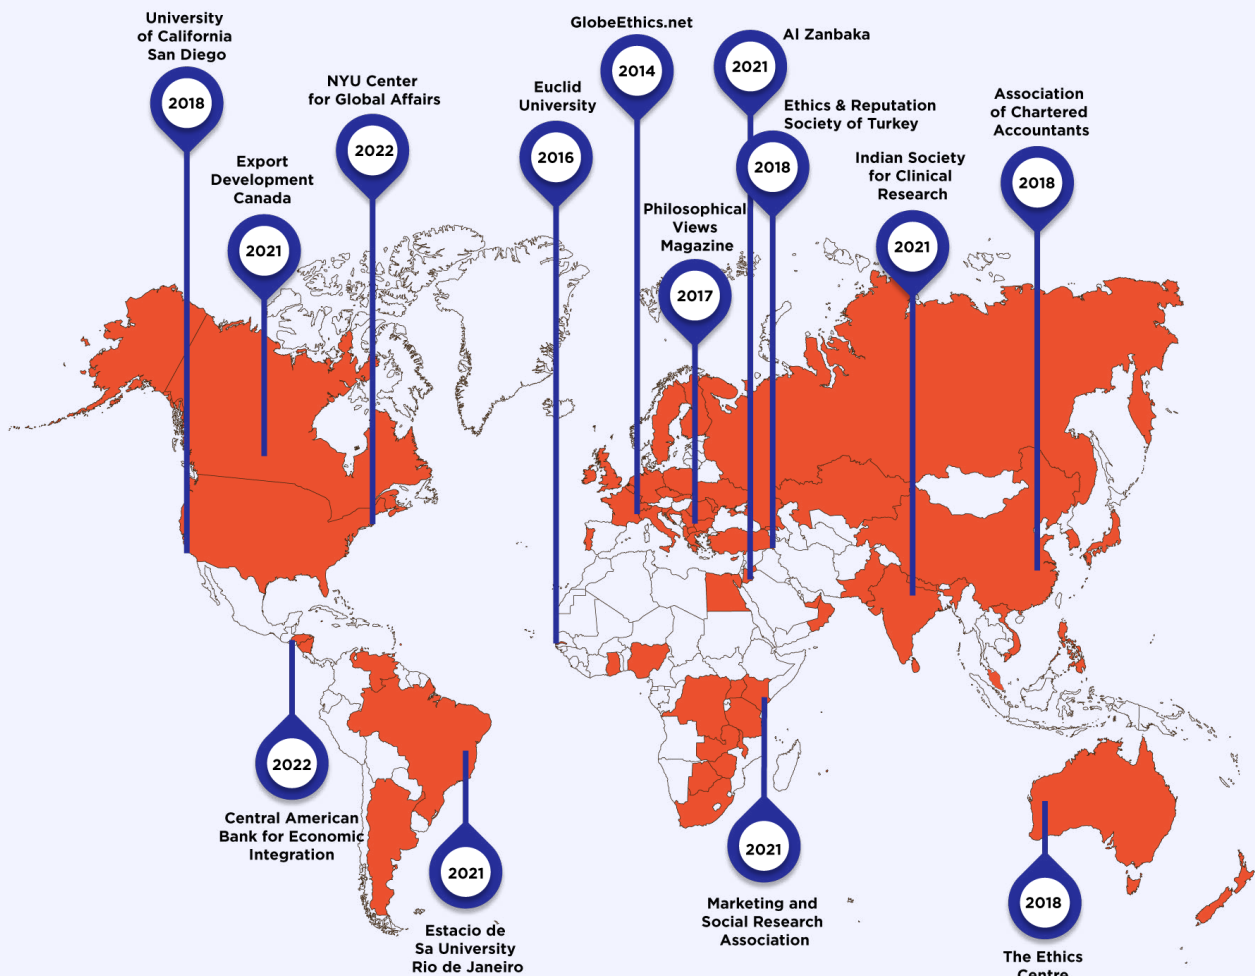 University
of California
San Diego
2018
Export
Development
Canada
2021
NYU Center
for Global Affairs
2022
Euclid
University
2016
GlobeEthics.net
2014
Philosophical
Views
Magazine
2017
Al Zanbaka
2021
Ethics & Reputation
Society of Turkey
2018
Indian Society
for Clinical
Research
2021
Association
of Chartered
Accountants
2018
2022
Central American
Bank for Economic
Integration
2021
Estacio de
Sa University
Rio de Janeiro
2021
Marketing and
Social Research
Association
2018
The Ethics
Centre